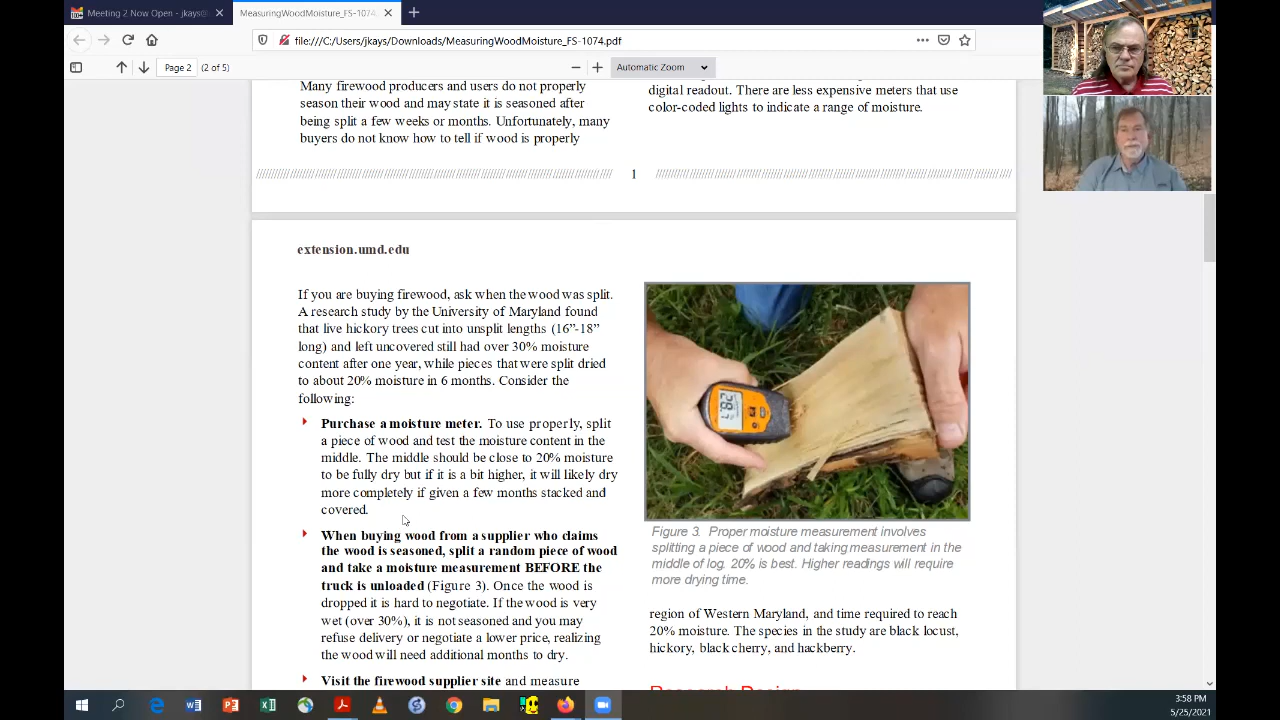 Meeting 2 Now Open - jkays@
MeasuringWoodMoisture_FS-1074.
file:///C:/Users/jkays/Downloads/MeasuringWoodMoisture_FS-1074.pdf
Page 2 (2 of 5)
Automatic Zoom
Many firewood producers and users do not properly
season their wood and may state it is seasoned after
being split a few weeks or months. Unfortunately, many
buyers do not know how to tell if wood is properly
digital readout. There are less expensive meters that use
color-coded lights to indicate a range of moisture.
1
extension.umd.edu
If you are buying firewood, ask when the wood was split.
A research study by the University of Maryland found
that live hickory trees cut into unsplit lengths (16”-18”
long) and left uncovered still had over 30% moisture
content after one year, while pieces that were split dried
to about 20% moisture in 6 months. Consider the
following:
Purchase a moisture meter. To use properly, split
a piece of wood and test the moisture content in the
middle. The middle should be close to 20% moisture
to be fully dry but if it is a bit higher, it will likely dry
more completely if given a few months stacked and
covered.
When buying wood from a supplier who claims
the wood is seasoned, split a random piece of wood
and take a moisture measurement BEFORE the
truck is unloaded (Figure 3). Once the wood is
dropped it is hard to negotiate. If the wood is very
wet (over 30%), it is not seasoned and you may
refuse delivery or negotiate a lower price, realizing
the wood will need additional months to dry.
Visit the firewood supplier site and measure
Figure 3. Proper moisture measurement involves
splitting a piece of wood and taking measurement in the
middle of log. 20% is best. Higher readings will require
more drying time.
region of Western Maryland, and time required to reach
20% moisture. The species in the study are black locust,
hickory, black cherry, and hackberry.
Research Design
3:58 PM
5/25/2021